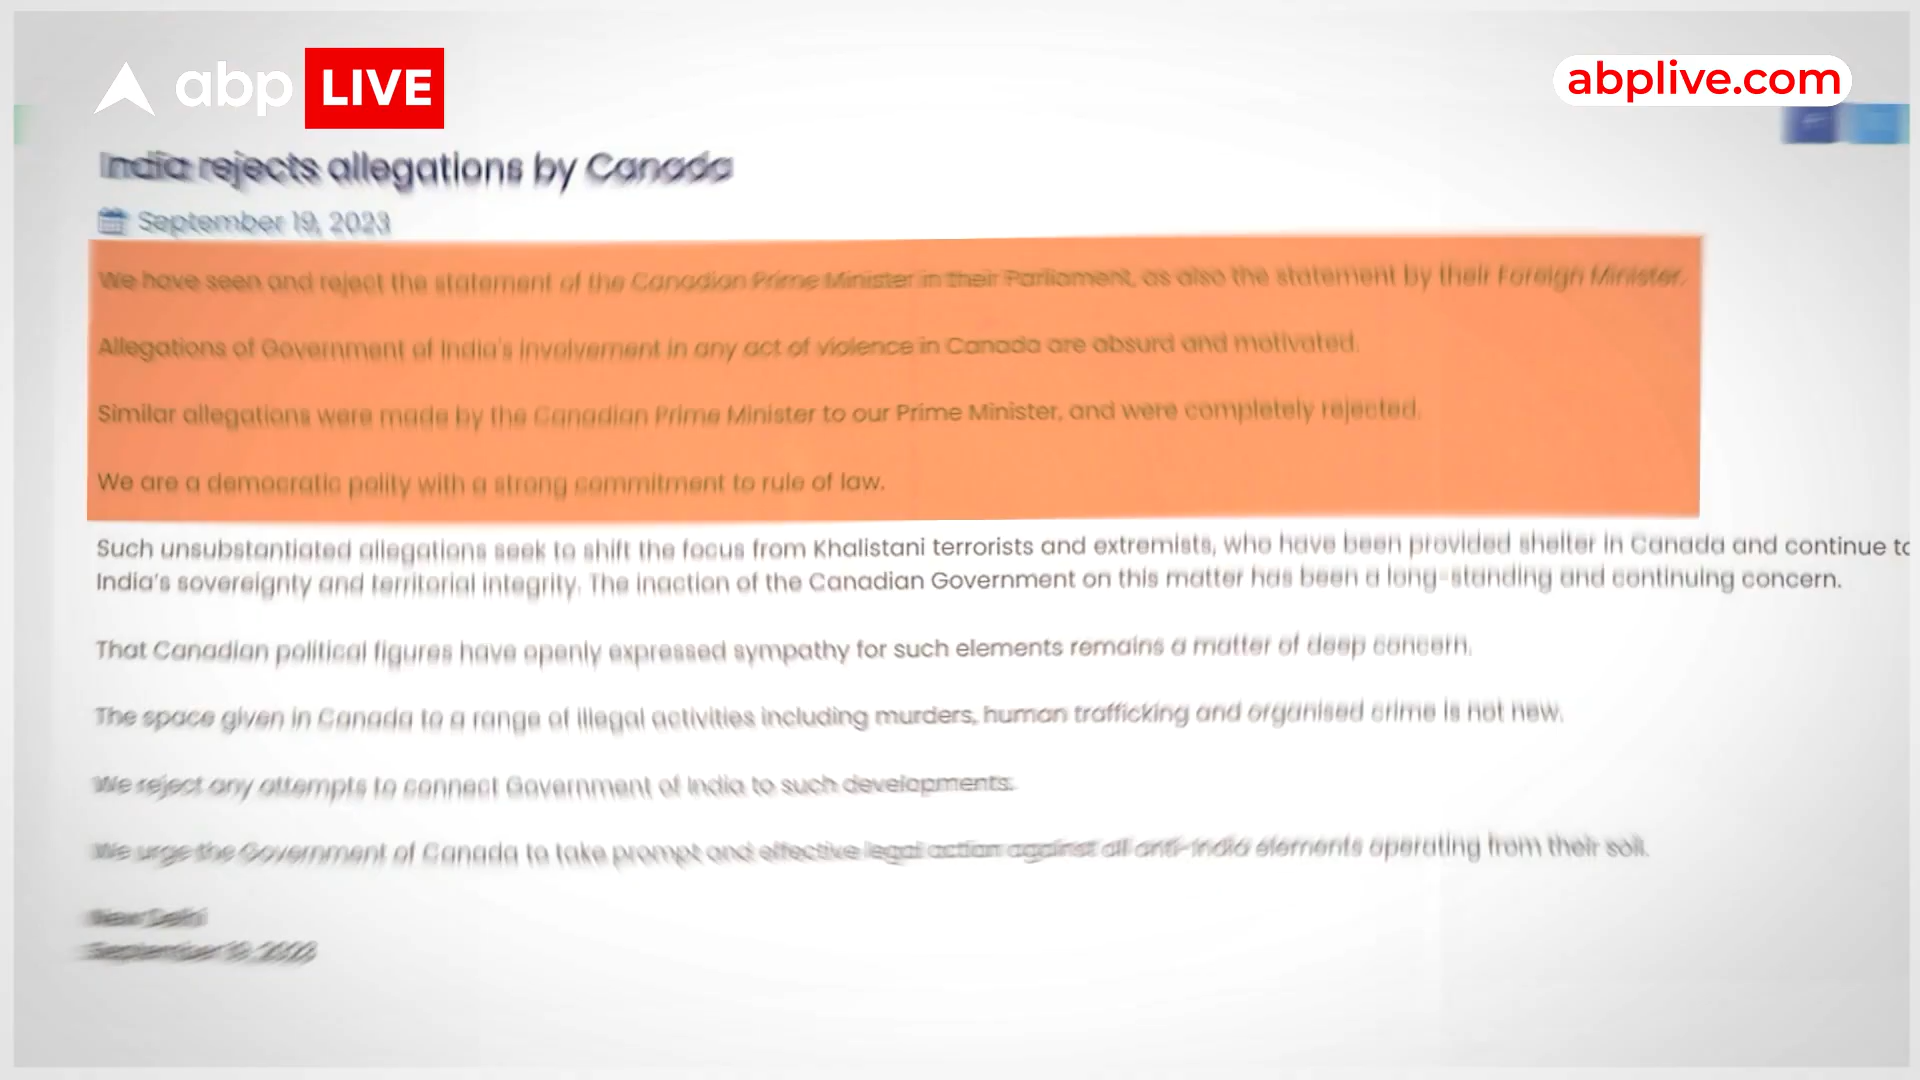 abp LIVE
abplive.com
India rejects allegations by Canada
September 19, 2023
We have seen and reject the statement of the Canadian Prime Minister in their Parliament, as also the statement by their Foreign Minister.
Allegations of Government of India's involvement in any act of violence in Canada are absurd and motivated.
Similar allegations were made by the Canadian Prime Minister to our Prime Minister, and were completely rejected.
We are a democratic polity with a strong commitment to rule of law.
Such unsubstantiated allegations seek to shift the focus from Khalistani terrorists and extremists, who have been provided shelter in Canada and continue to
India's sovereignty and territorial integrity. The inaction of the Canadian Government on this matter has been a long-standing and continuing concern.
That Canadian political figures have openly expressed sympathy for such elements remains a matter of deep concern.
The space given in Canada to a range of illegal activities including murders, human trafficking and organised crime is not new.
We reject any attempts to connect Government of India to such developments.
We urge the Government of Canada to take prompt and effective legal action against all anti-India elements operating from their soil.
New Delhi
September 19, 2023